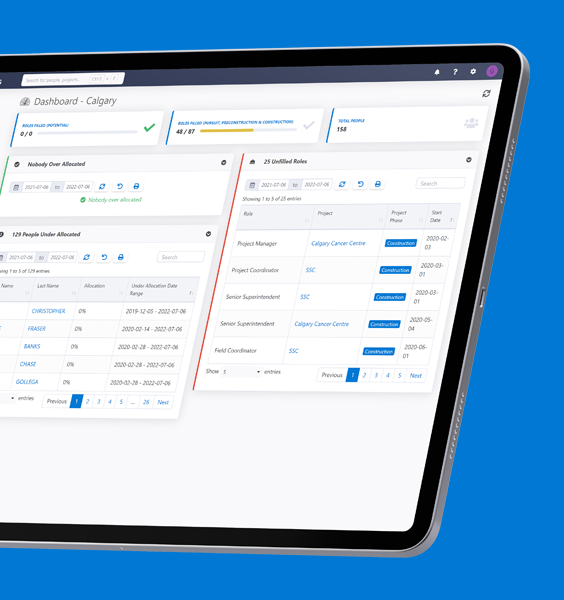 Search for people, projects... Ctrl + /
?
Dashboard - Calgary
ROLES FILLED (POTENTIAL)
0 / 0
ROLES FILLED (PURSUIT, PRECONSTRUCTION & CONSTRUCTION)
48 / 87
TOTAL PEOPLE
158
Nobody Over Allocated
2021-07-06 to 2022-07-06
Nobody over allocated
129 People Under Allocated
2021-07-06 to 2022-07-06 Search
ing 1 to 5 of 129 entries
Name Last Name Allocation Under Allocation Date Range
CHRISTOPHER 0% 2019-12-05 - 2022-07-06
FRASER 0% 2020-02-14 - 2022-07-06
BANKS 0% 2020-02-28 - 2022-07-06
CHASE 0% 2020-02-28 - 2022-07-06
GOLLEGA 0% 2020-02-28 - 2022-07-06
entries Previous 1 2 3 4 5 ... 26 Next
25 Unfilled Roles
2021-07-06 to 2022-07-06 Search
Showing 1 to 5 of 25 entries
Role Project Project Phase Start Date
Project Manager Calgary Cancer Centre Construction 2020-02-03
Project Coordinator SSC Construction 2020-03-01
Senior Superintendent SSC Construction 2020-03-01
Senior Superintendent Calgary Cancer Centre Construction 2020-05-04
Field Coordinator SSC Construction 2020-06-01
Show 5 entries Previous 1 2 3 4 5 Next